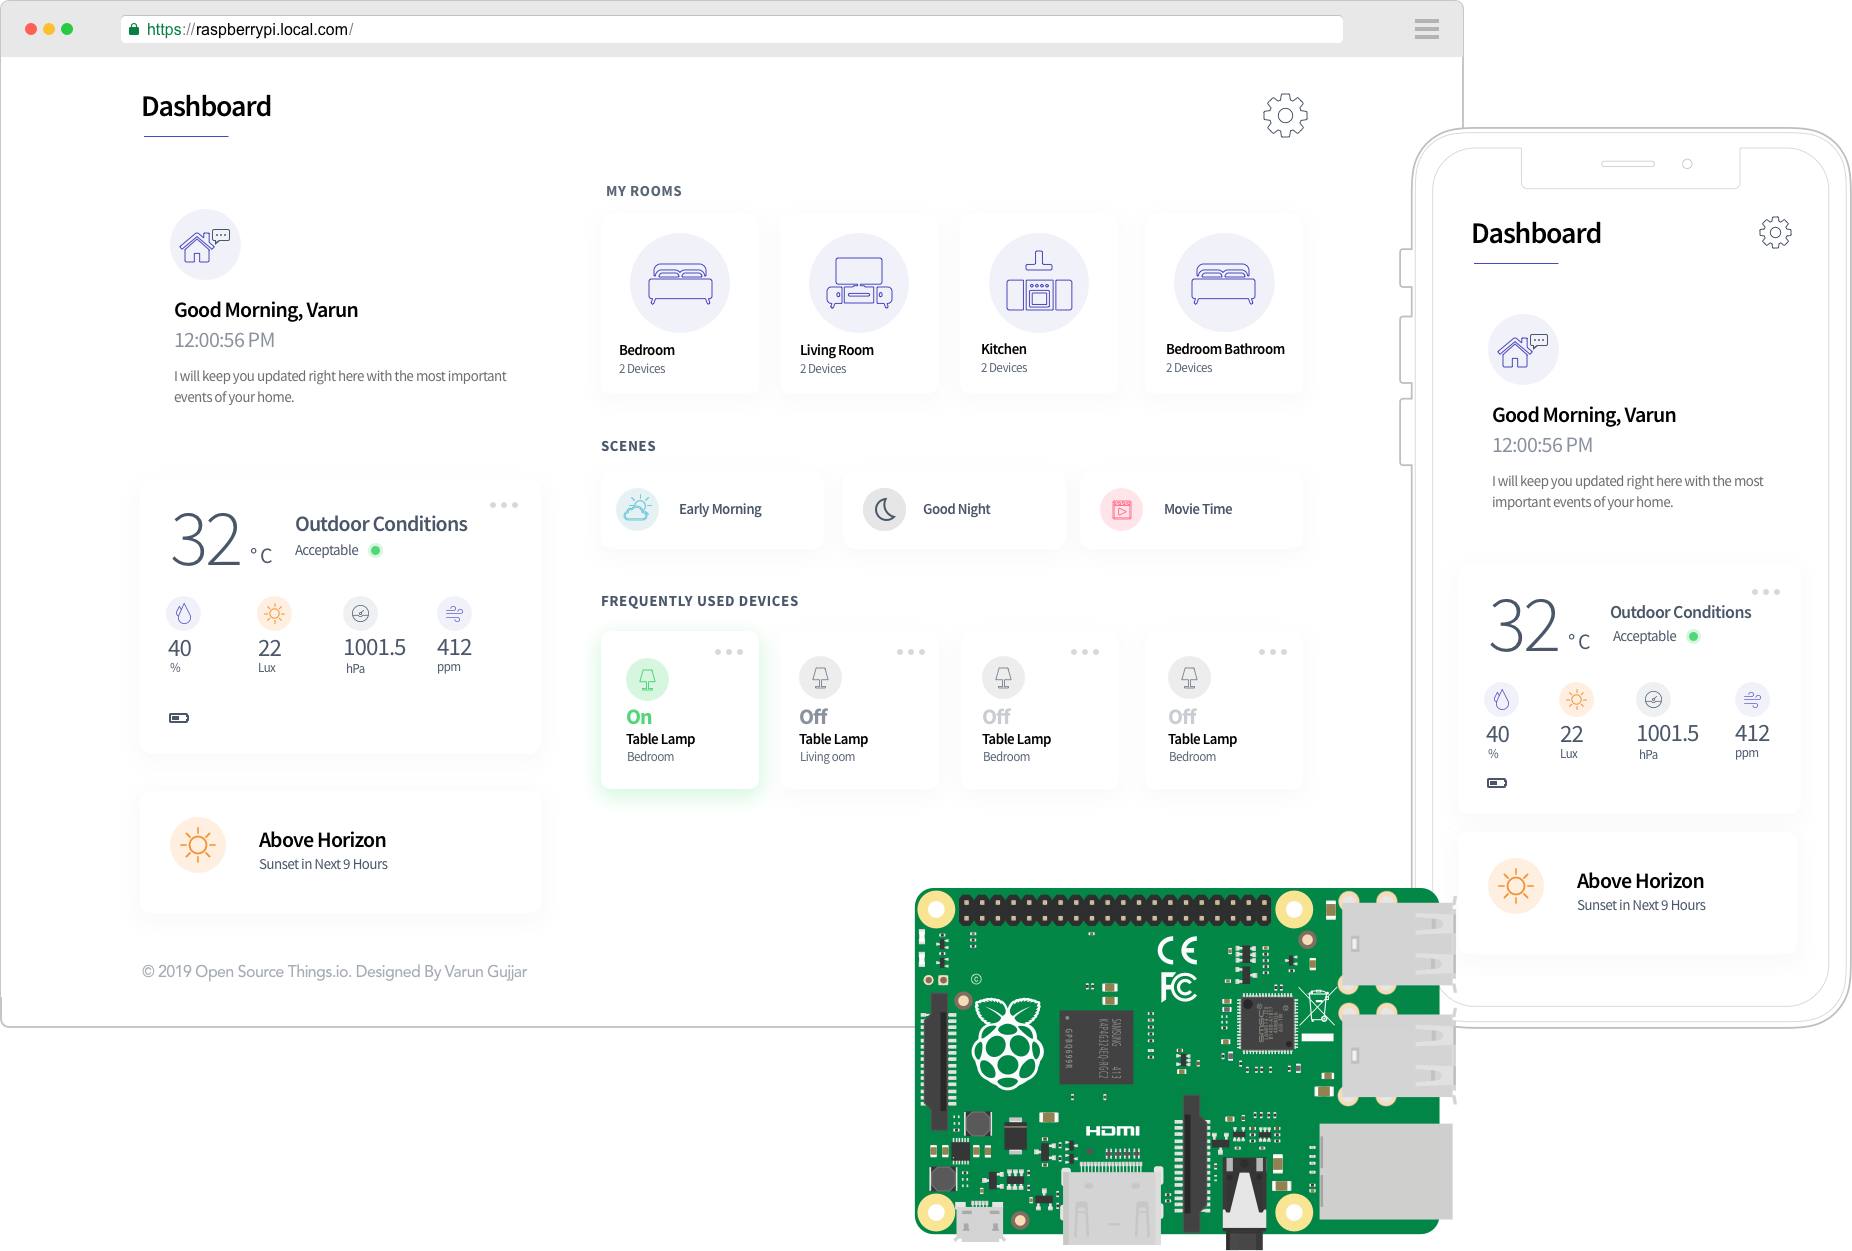 https://raspberrypi.local.com/
Dashboard
Good Morning, Varun
12:00:56 PM
I will keep you updated right here with the most important
events of your home.
32 °C
Outdoor Conditions
Acceptable
40
%
22
Lux
1001.5
hPa
412
ppm
Above Horizon
Sunset in Next 9 Hours
© 2019 Open Source Things.io. Designed By Varun Gujjar
MY ROOMS
Bedroom
2 Devices
Living Room
2 Devices
Kitchen
2 Devices
Bedroom Bathroom
2 Devices
SCENES
Early Morning
Good Night
Movie Time
FREQUENTLY USED DEVICES
On
Table Lamp
Bedroom
Off
Table Lamp
Living oom
Off
Table Lamp
Bedroom
Off
Table Lamp
Bedroom
Dashboard
Good Morning, Varun
12:00:56 PM
I will keep you updated right here with the most
important events of your home.
32 °C
Outdoor Conditions
Acceptable
40
%
22
Lux
1001.5
hPa
412
ppm
Above Horizon
Sunset in Next 9 Hours
CE
FC
©
SAMSUNG 413
K4P4G324EQ-RGC2
GPBQ6999R
HDMI